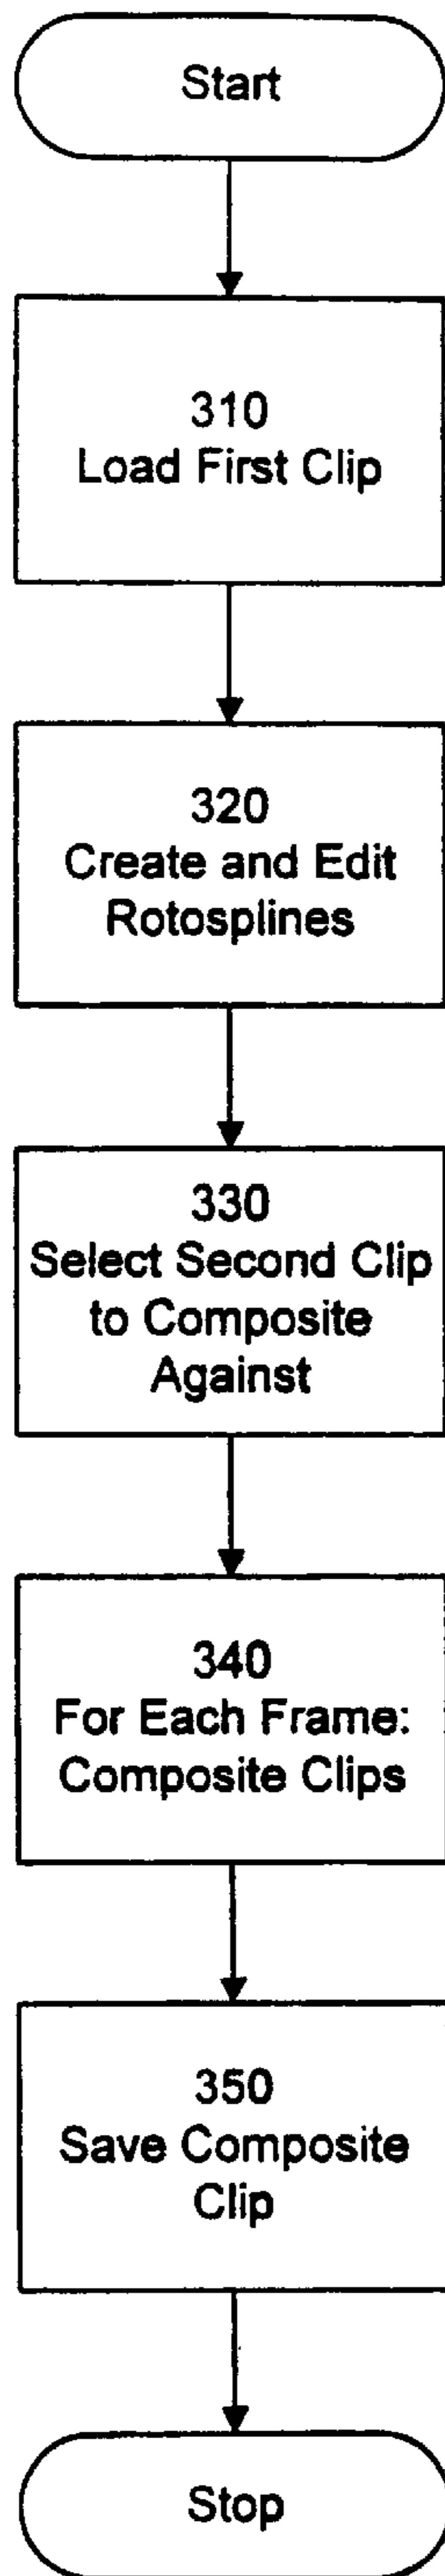 Start
310
Load First Clip
320
Create and Edit
Rotosplines
330
Select Second Clip
to Composite
Against
340
For Each Frame:
Composite Clips
350
Save Composite
Clip
Stop